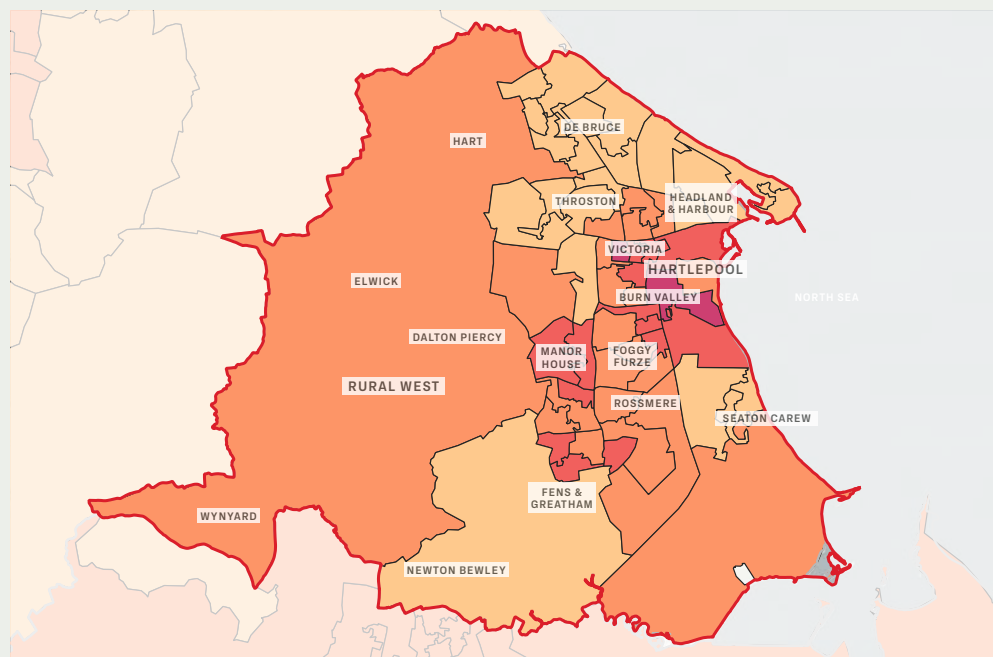 DE BRUCE
HART
THROSTON
HEADLAND
& HARBOUR
VICTORIA
HARTLEPOOL
ELWICK
BURN VALLEY
NORTH SEA
DALTON PIERCY
MANOR
HOUSE
FOGGY
FURZE
RURAL WEST
ROSSMERE
SEATON CAREW
FENS &
GREATHAM
WYNYARD
NEWTON BEWLEY